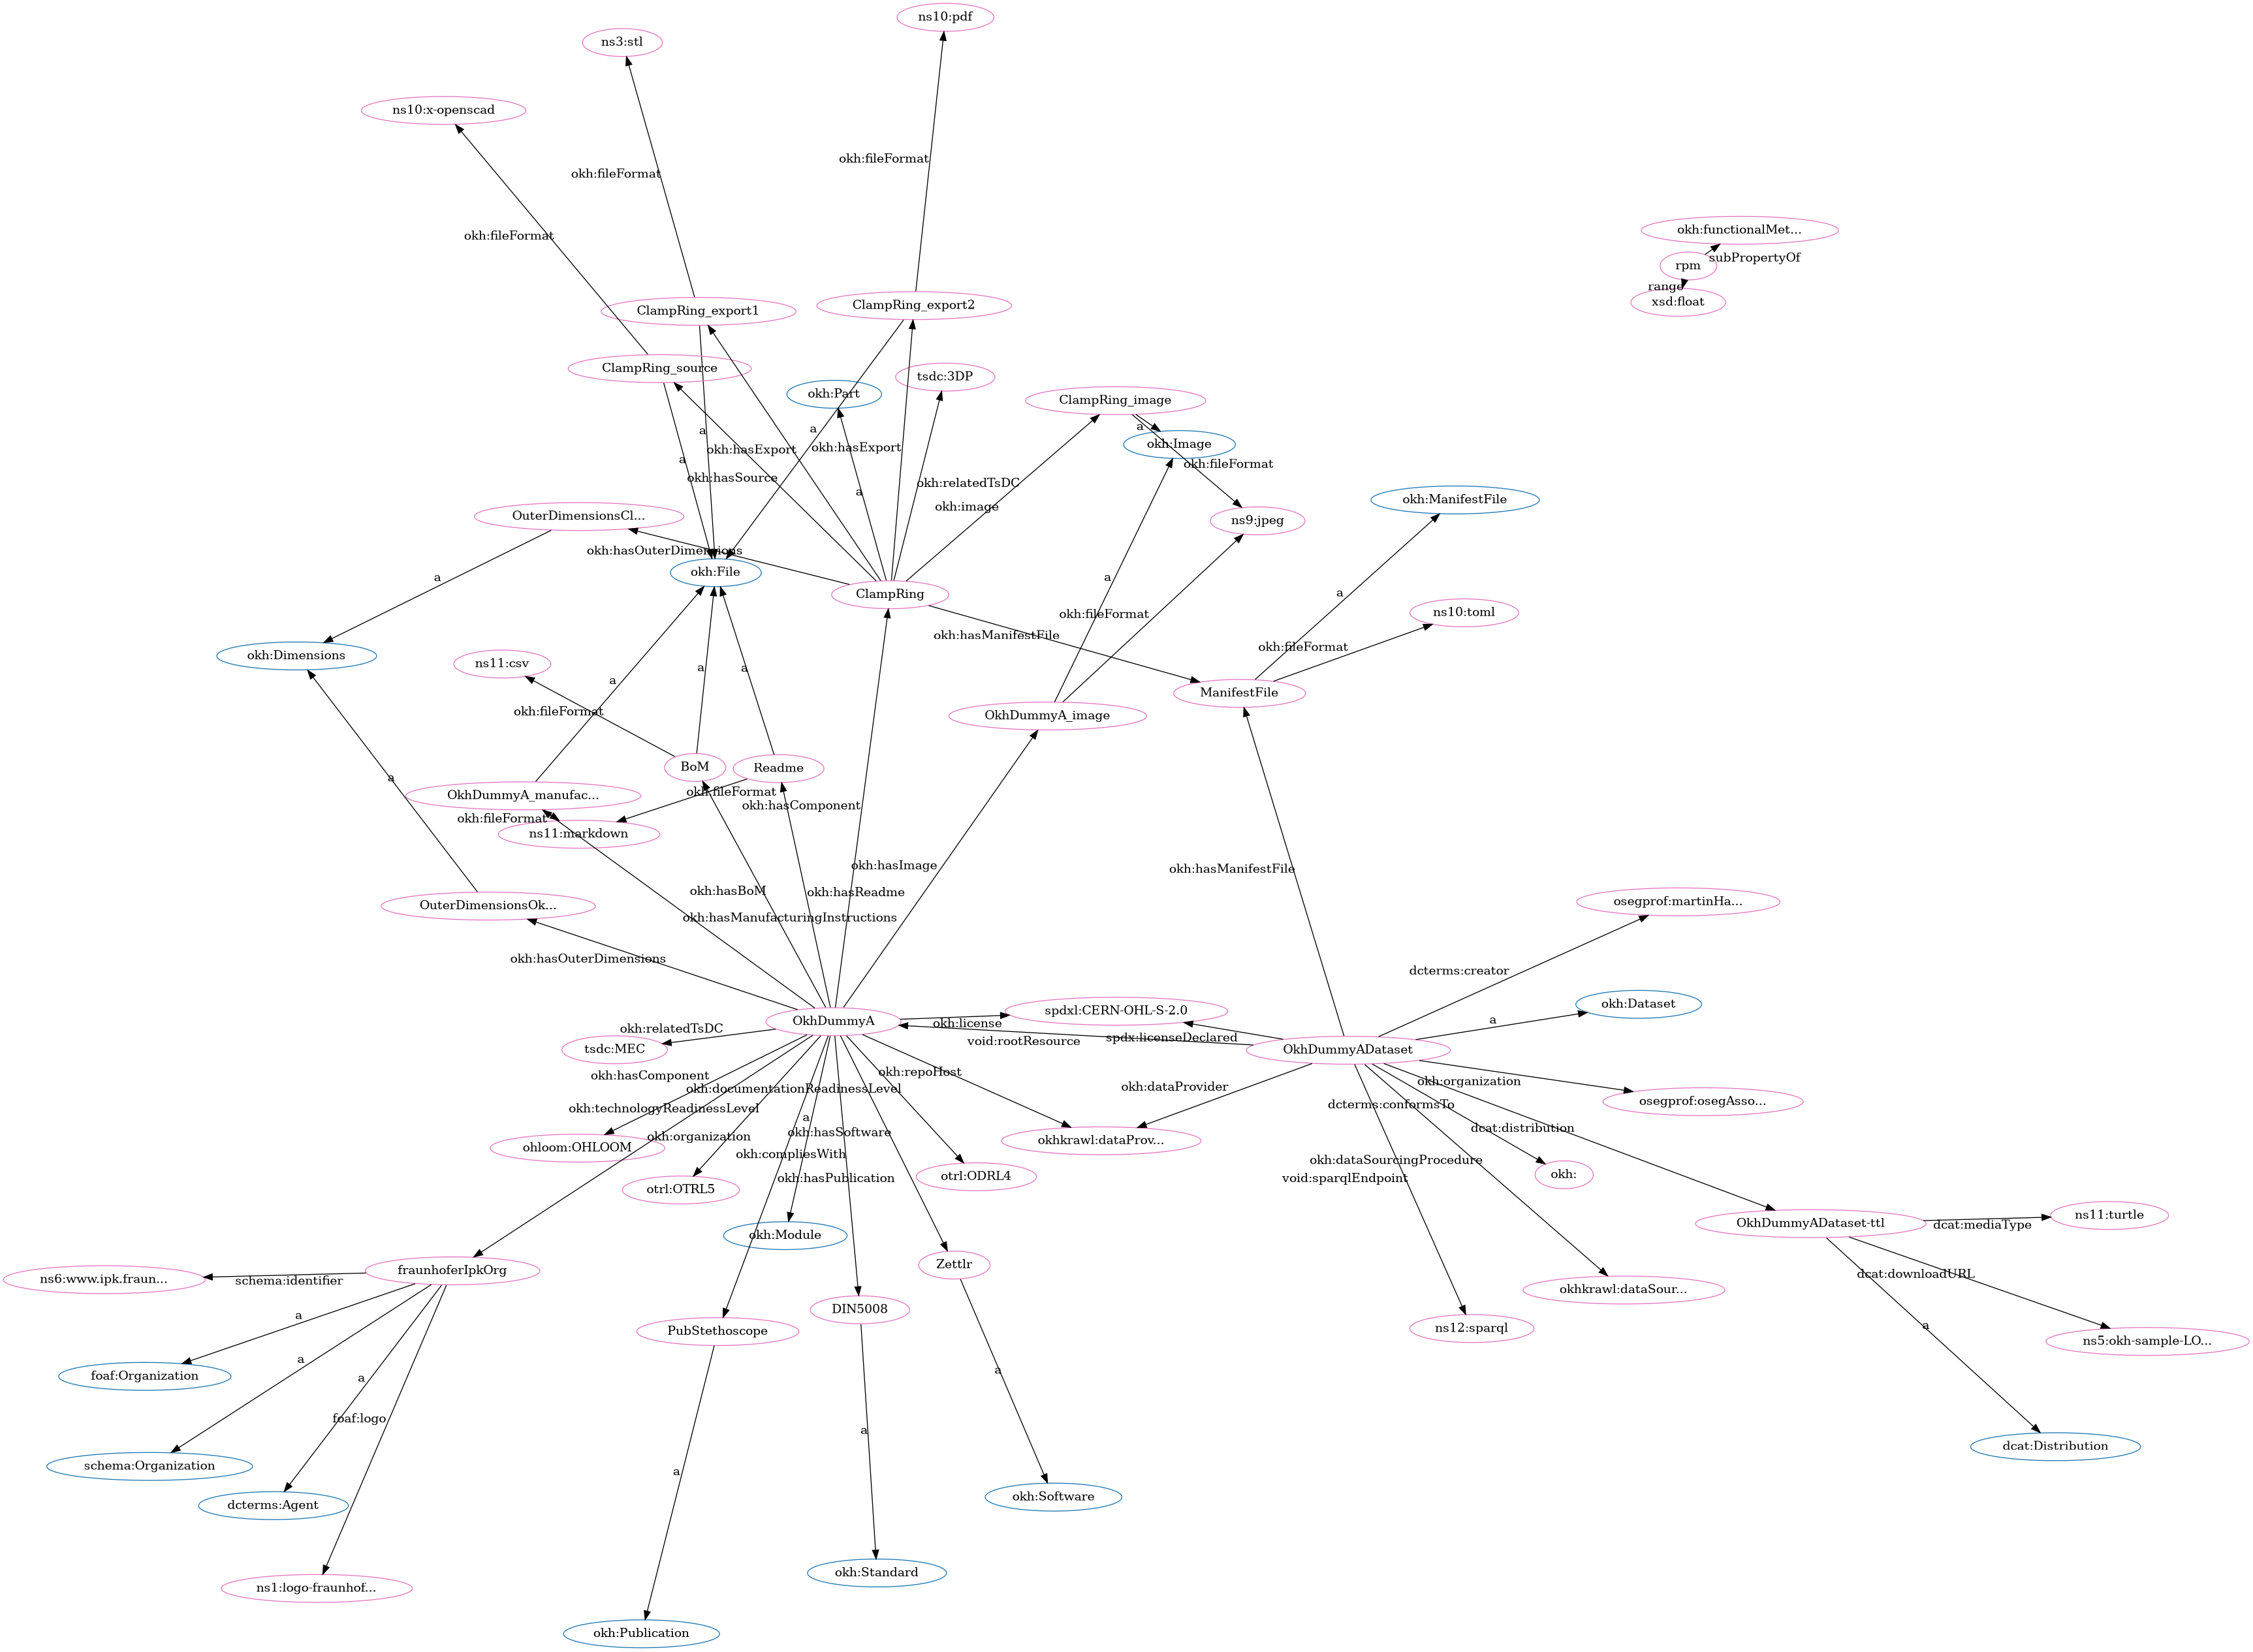 ns10:pdf
ns3:stl
ns10:x-openscad
okh:fileFormat
okh:fileFormat
okh:functionalMet...
okh:fileFormat
subPropertyOf
rpm
range
xsd:float
ClampRing_export2
ClampRing_export1
ClampRing_source
tsdc:3DP
okh:Part
ClampRing_image
a
a
a
okh:Image
okh:hasExport
okh:hasExport
a
okh:fileFormat
okh:hasSource
okh:relatedTsDC
a
okh:ManifestFile
okh:image
OuterDimensionsCl...
ns9:jpeg
okh:hasOuterDimensions
okh:File
a
a
ClampRing
a
ns10:toml
okh:fileFormat
okh:hasManifestFile
okh:fileFormat
okh:Dimensions
ns11:csv
a
a
a
ManifestFile
okh:fileFormat
OkhDummyA_image
BoM
Readme
a
okh:fileFormat
OkhDummyA_manufac...
okh:hasComponent
okh:fileFormat
ns11:markdown
okh:hasImage
okh:hasManifestFile
okh:hasBoM
okh:hasReadme
OuterDimensionsOk...
osegprof:martinHa...
okh:hasManufacturingInstructions
okh:hasOuterDimensions
dcterms:creator
okh:Dataset
spdxl:CERN-OHL-S-2.0
OkhDummyA
okh:license
a
okh:relatedTsDC
void:rootResource
spdx:licenseDeclared
tsdc:MEC
OkhDummyADataset
okh:hasComponent
okh:repoHost
okh:organization
okh:documentationReadinessLevel
okh:dataProvider
osegprof:osegAsso...
okh:technologyReadinessLevel
dcterms:conformsTo
a
okh:organization
okh:hasSoftware
dcat:distribution
ohloom:OHLOOM
okhkrawl:dataProv...
okh:compliesWith
okh:dataSourcingProcedure
okh:hasPublication
void:sparqlEndpoint
okh:
otrl:OTRL5
otrl:ODRL4
ns11:turtle
OkhDummyADataset-ttl
dcat:mediaType
okh:Module
Zettlr
fraunhoferIpkOrg
dcat:downloadURL
ns6:www.ipk.fraun...
schema:identifier
okhkrawl:dataSour...
DIN5008
a
a
PubStethoscope
ns12:sparql
ns5:okh-sample-LO...
a
a
foaf:Organization
a
foaf:logo
a
dcat:Distribution
schema:Organization
a
okh:Software
dcterms:Agent
okh:Standard
ns1:logo-fraunhof...
okh:Publication